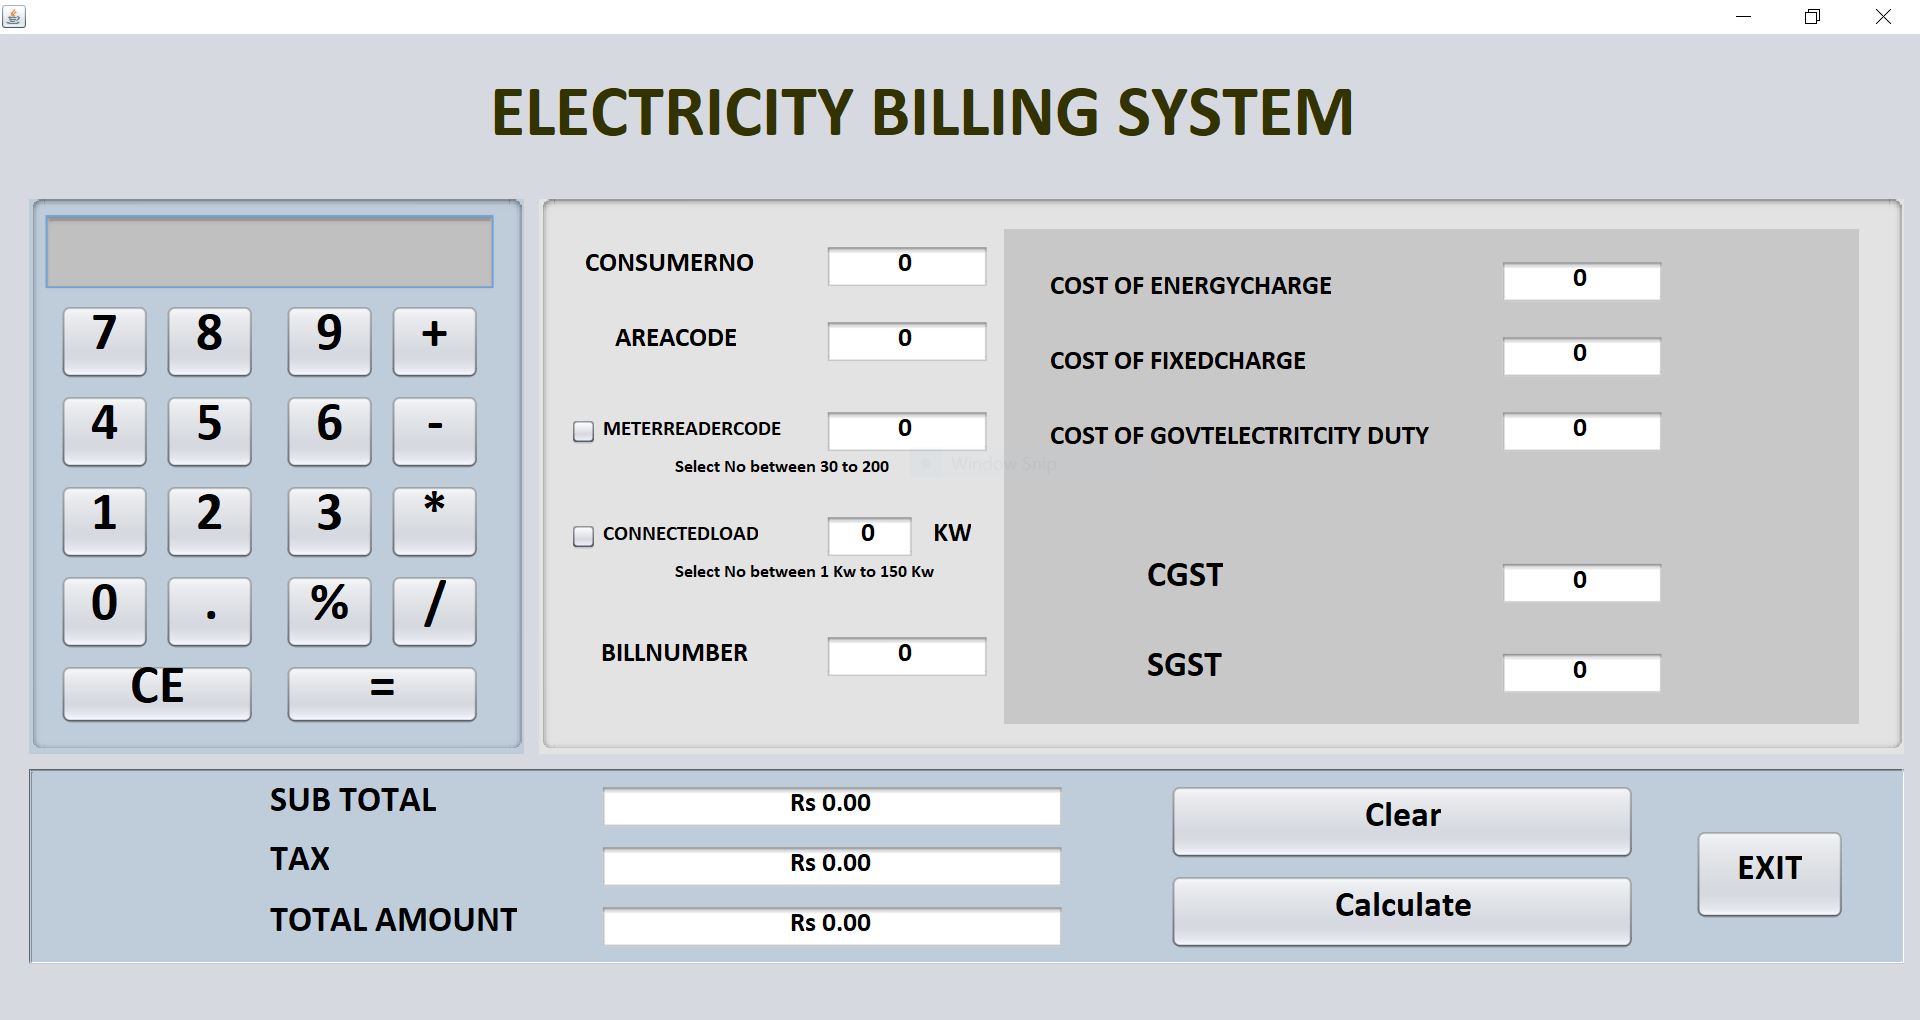 ELECTRICITY BILLING SYSTEM
7 8 9 +
4 5 6 -
1 2 3 *
0 . % /
CE =
CONSUMERNO 0
AREACODE 0
METERREADERCODE 0
Select No between 30 to 200
CONNECTEDLOAD 0 KW
Select No between 1 Kw to 150 Kw
BILLNUMBER 0
Window Snip
COST OF ENERGYCHARGE 0
COST OF FIXEDCHARGE 0
COST OF GOVTELECTRITCITY DUTY 0
CGST 0
SGST 0
SUB TOTAL Rs 0.00
TAX Rs 0.00
TOTAL AMOUNT Rs 0.00
Clear
Calculate
EXIT